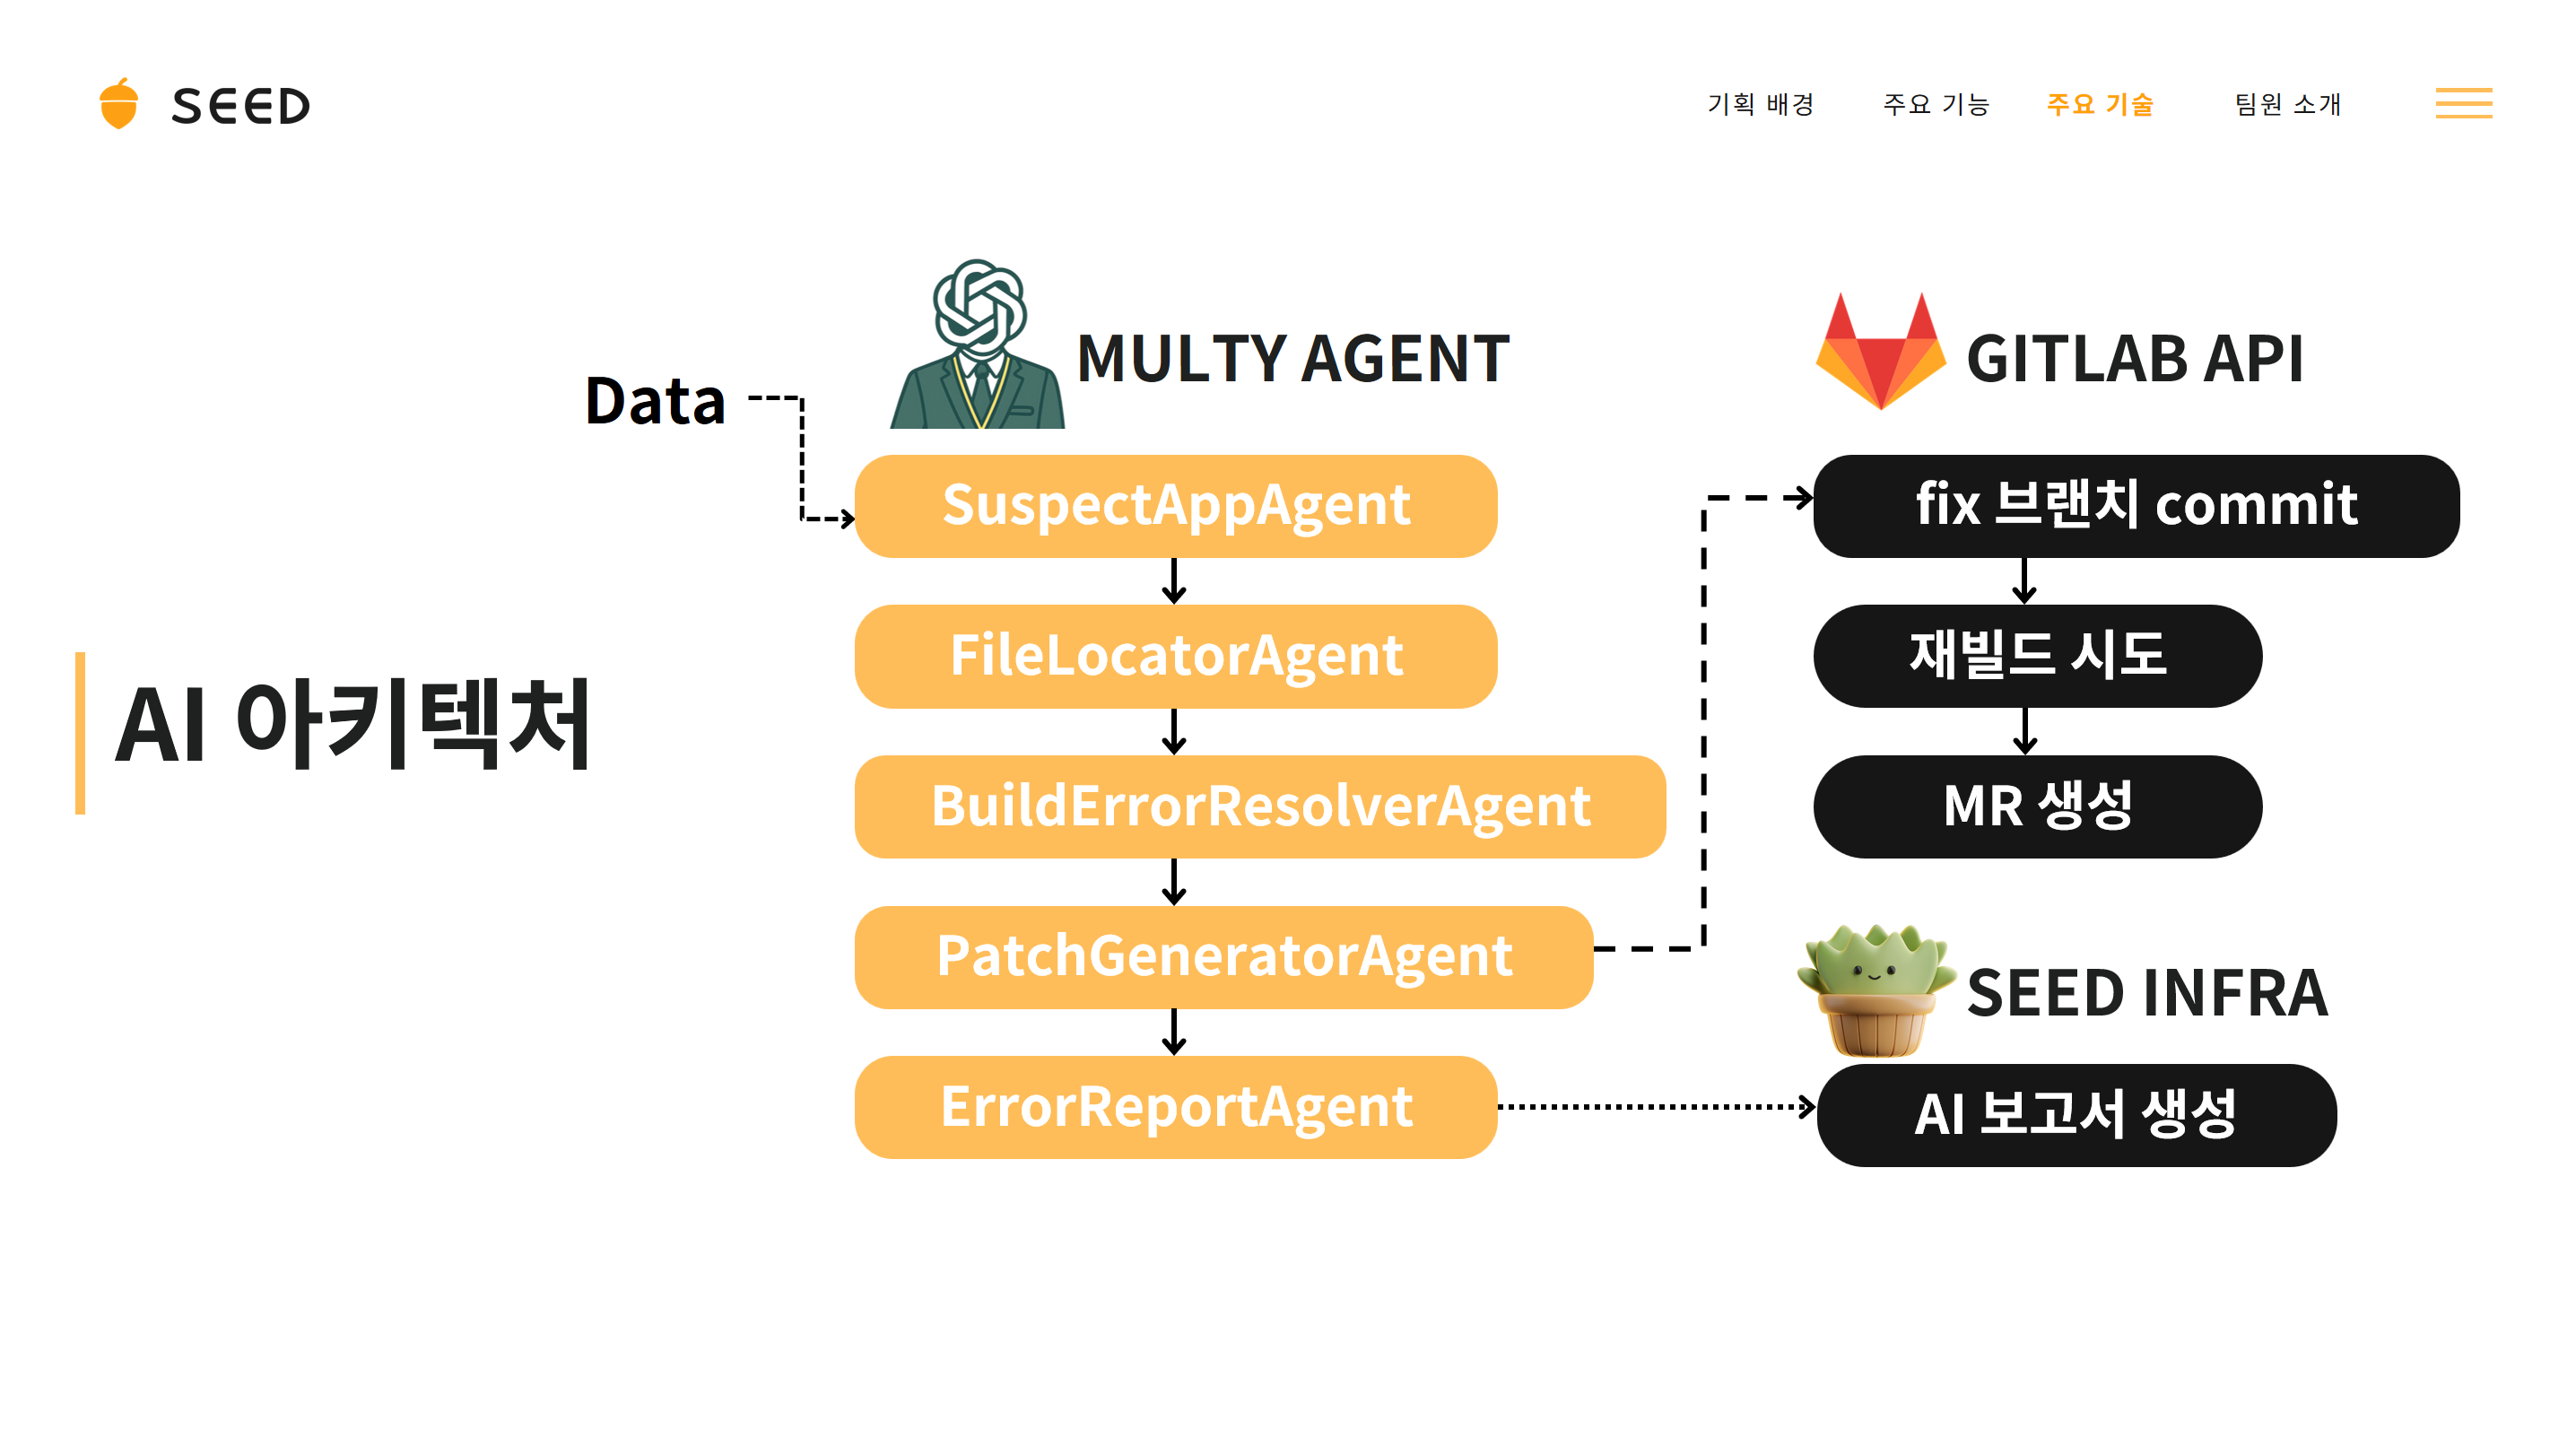 SEED
기획 배경
주요 기능
주요 기술
팀원 소개
AI 아키텍처
Data
MULTY AGENT
SuspectAppAgent
FileLocatorAgent
BuildErrorResolverAgent
PatchGeneratorAgent
ErrorReportAgent
GITLAB API
fix 브랜치 commit
재빌드 시도
MR 생성
SEED INFRA
AI 보고서 생성